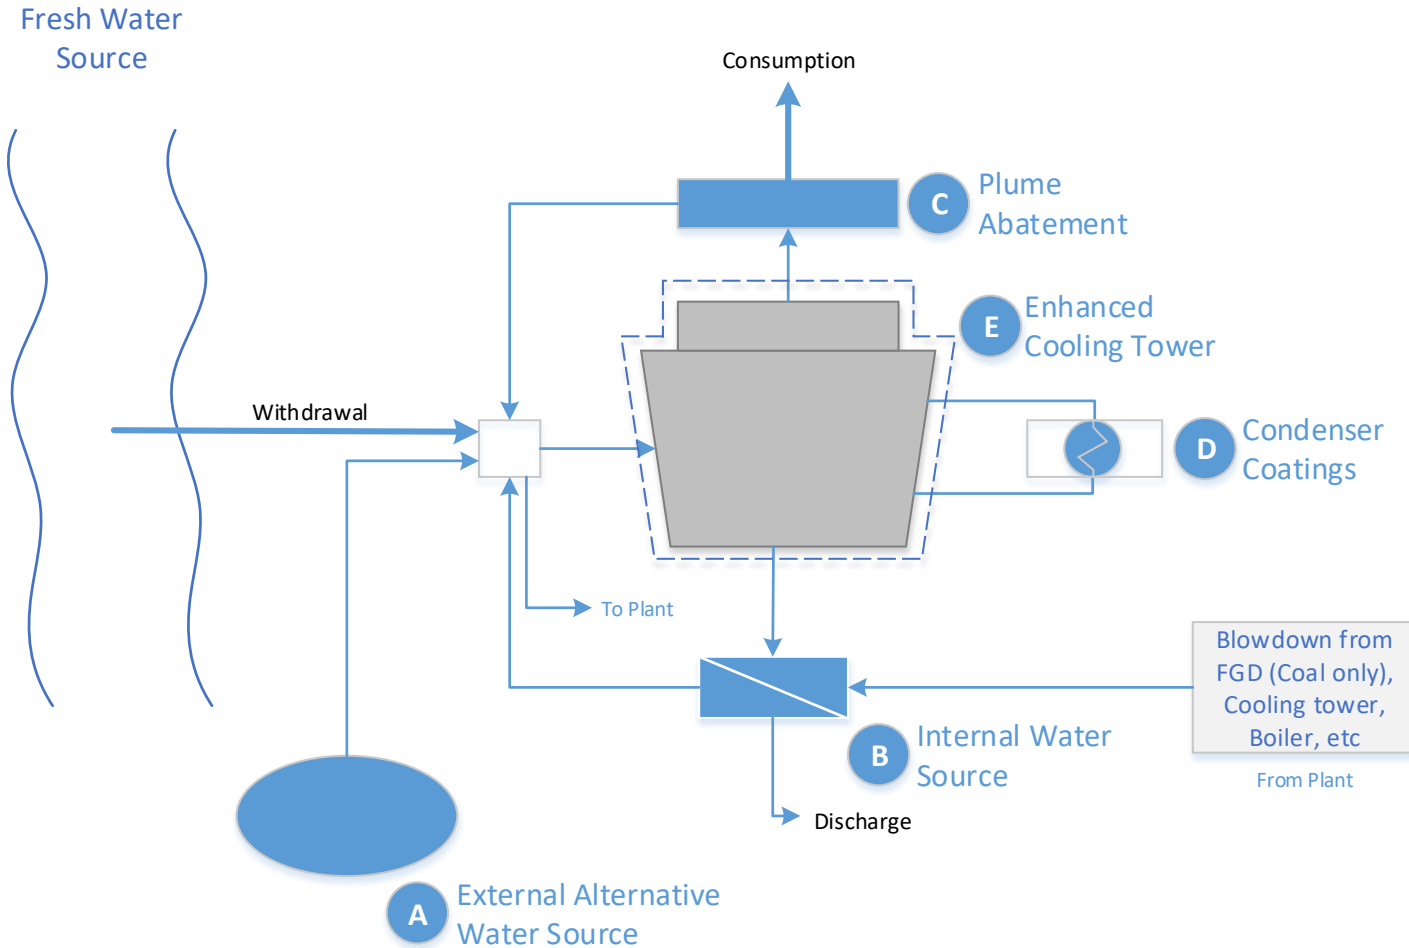 Fresh Water
Source
Consumption
C
Plume
Abatement
E
Enhanced
Cooling Tower
Withdrawal
D
Condenser
Coatings
To Plant
Blowdown from
FGD (Coal only),
Cooling tower,
Boiler, etc
From Plant
B
Internal Water
Source
Discharge
A
External Alternative
Water Source